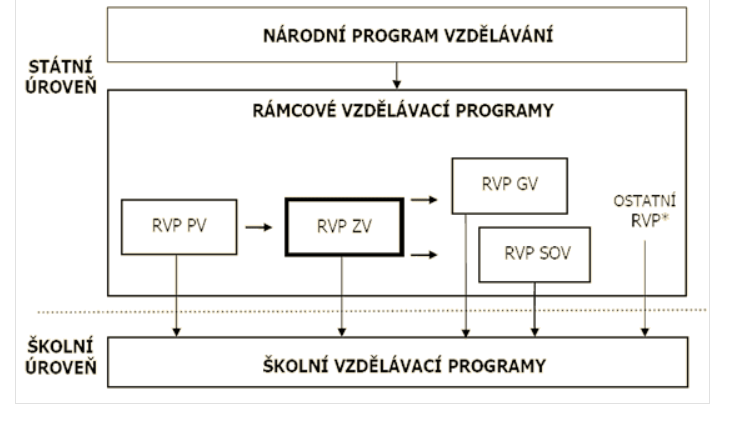 NÁRODNÍ PROGRAM VZDĚLÁVÁNÍ
STÁTNÍ
ÚROVEŇ
RÁMCOVÉ VZDĚLÁVACÍ PROGRAMY
RVP PV
RVP ZV
RVP GV
RVP SOV
OSTATNÍ
RVP*
ŠKOLNÍ
ÚROVEŇ
ŠKOLNÍ VZDĚLÁVACÍ PROGRAMY